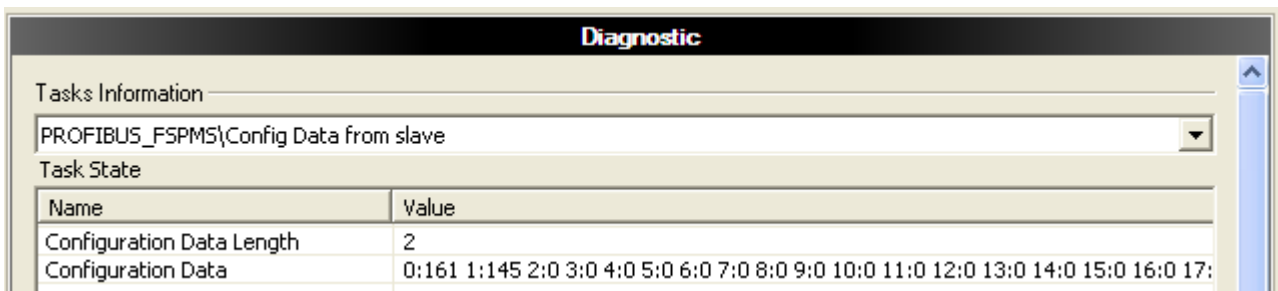 Diagnostic
Tasks Information
PROFIBUS_FSPMS\Config Data from slave
Task State
Name Value
Configuration Data Length 2
Configuration Data 0:161 1:145 2:0 3:0 4:0 5:0 6:0 7:0 8:0 9:0 10:0 11:0 12:0 13:0 14:0 15:0 16:0 17: